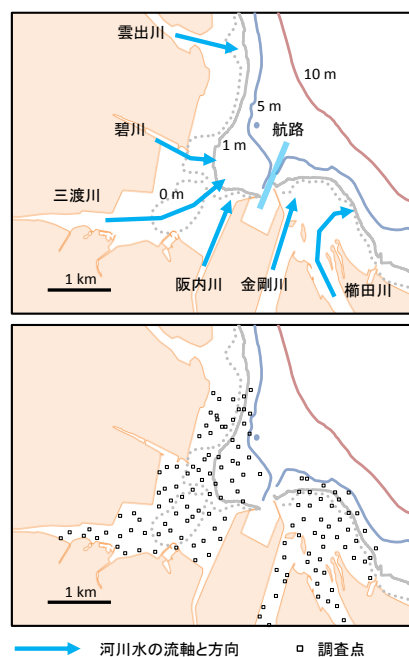 雲出川
10 m
5 m
航路
碧川
1 m
三渡川
0 m
1 km
阪内川
金剛川
櫛田川
1 km
河川水の流軸と方向
調査点